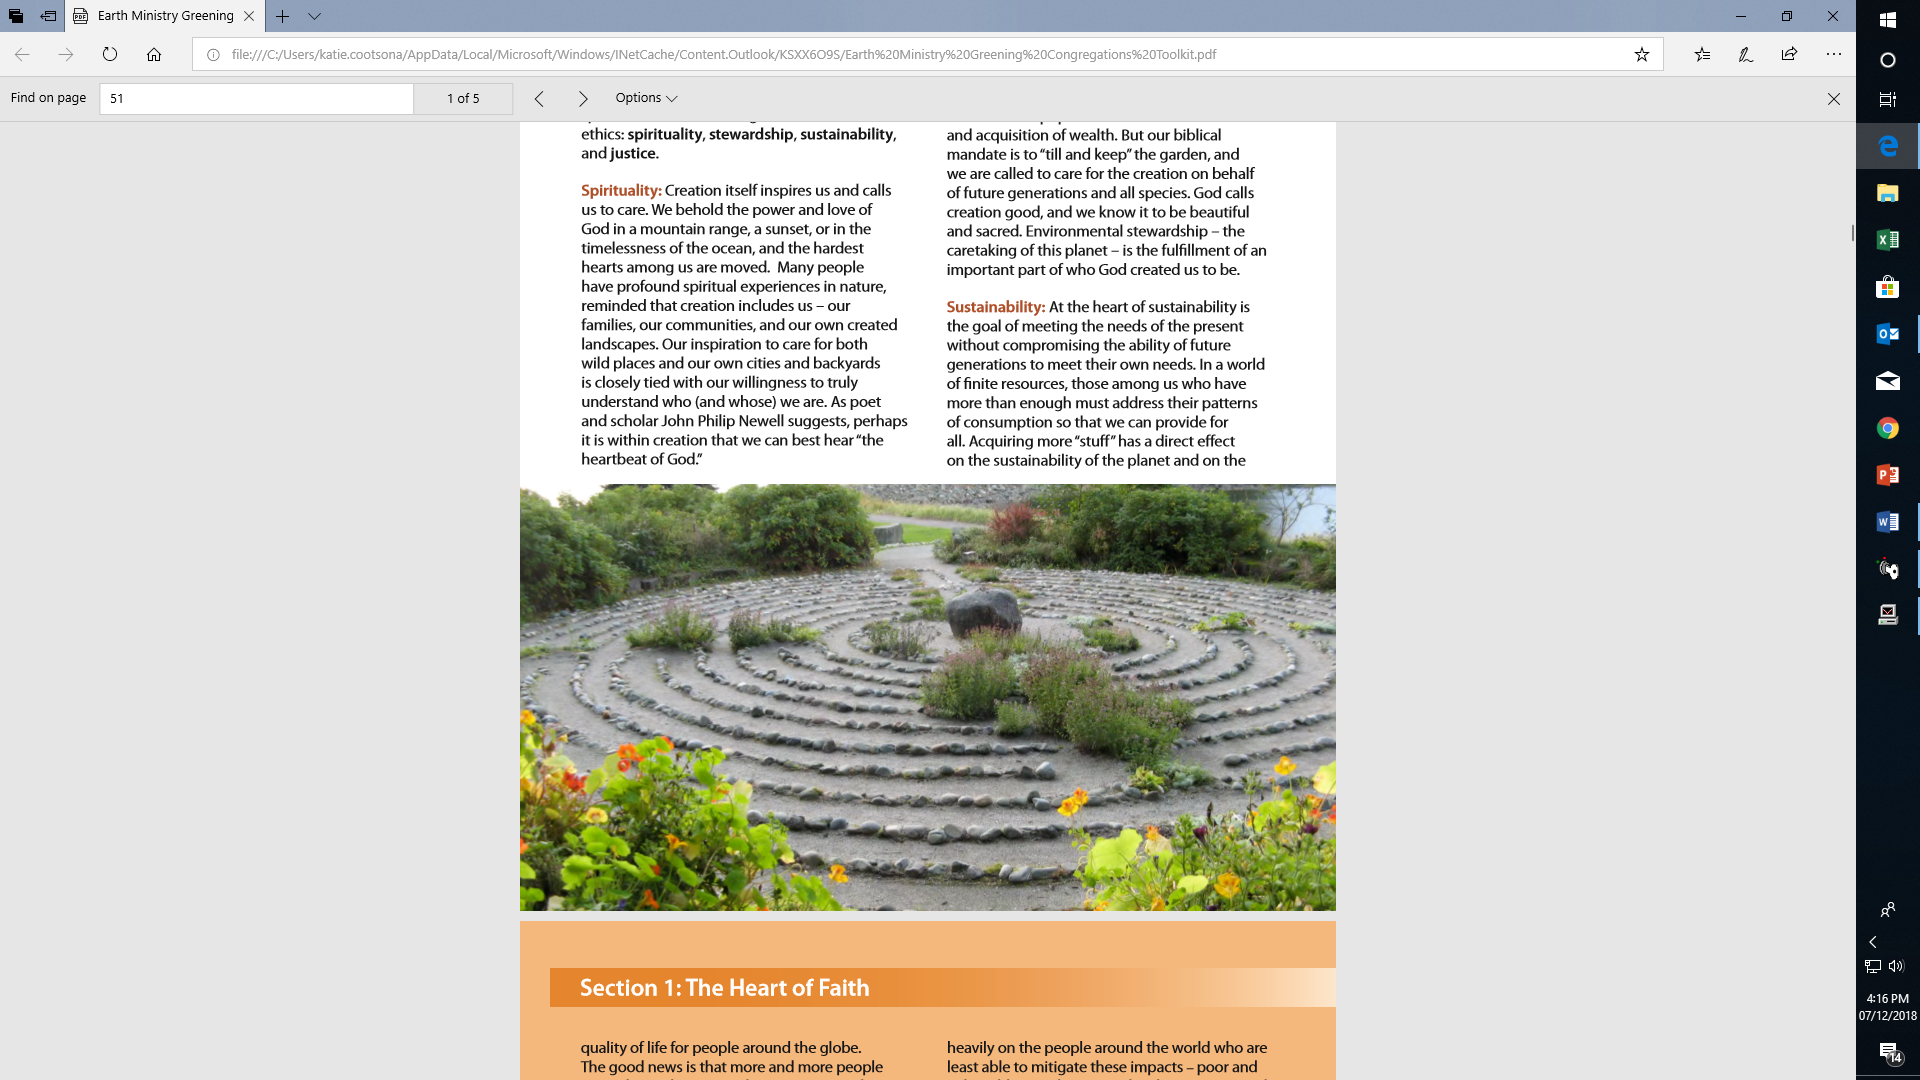 Earth Ministry Greening
file:///C:/Users/katie.cootsona/AppData/Local/Microsoft/Windows/INetCache/Content.Outlook/KSXX6O9S/Earth%20Ministry%20Greening%20Congregations%20Toolkit.pdf
Find on page
51
1 of 5
Options
ethics: spirituality, stewardship, sustainability,
and justice.
Spirituality: Creation itself inspires us and calls
us to care. We behold the power and love of
God in a mountain range, a sunset, or in the
timelessness of the ocean, and the hardest
hearts among us are moved.  Many people
have profound spiritual experiences in nature,
reminded that creation includes us – our
families, our communities, and our own created
landscapes. Our inspiration to care for both
wild places and our own cities and backyards
is closely tied with our willingness to truly
understand who (and whose) we are. As poet
and scholar John Philip Newell suggests, perhaps
it is within creation that we can best hear “the
heartbeat of God.”
and acquisition of wealth. But our biblical
mandate is to “till and keep” the garden, and
we are called to care for the creation on behalf
of future generations and all species. God calls
creation good, and we know it to be beautiful
and sacred. Environmental stewardship – the
caretaking of this planet – is the fulfillment of an
important part of who God created us to be.
Sustainability: At the heart of sustainability is
the goal of meeting the needs of the present
without compromising the ability of future
generations to meet their own needs. In a world
of finite resources, those among us who have
more than enough must address their patterns
of consumption so that we can provide for
all. Acquiring more “stuff” has a direct effect
on the sustainability of the planet and on the
Section 1: The Heart of Faith
quality of life for people around the globe.
The good news is that more and more people
heavily on the people around the world who are
least able to mitigate these impacts – poor and
4:16 PM
07/12/2018
14